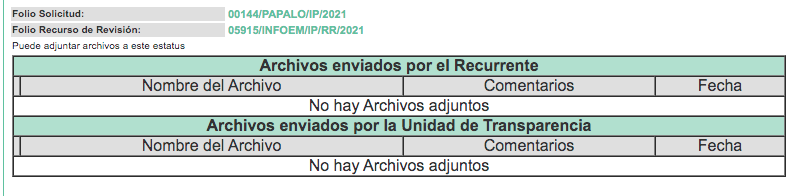 Folio Solicitud: 00144/PAPALO/IP/2021
Folio Recurso de Revisión: 05915/INFOEM/IP/RR/2021
Puede adjuntar archivos a este estatus
Archivos enviados por el Recurrente
Nombre del Archivo Comentarios Fecha
No hay Archivos adjuntos
Archivos enviados por la Unidad de Transparencia
Nombre del Archivo Comentarios Fecha
No hay Archivos adjuntos